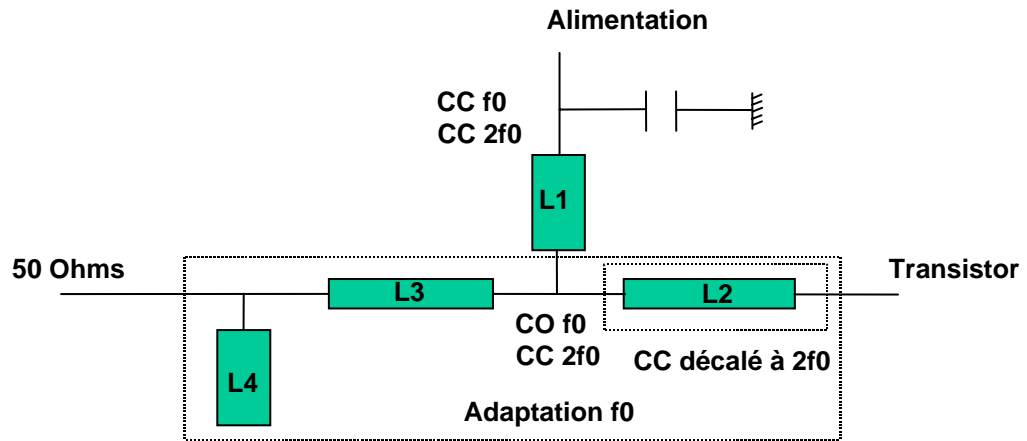 Alimentation
CC f0
CC 2f0
L1
50 Ohms
Transistor
L3
L2
CO f0
CC 2f0
CC décalé à 2f0
L4
Adaptation f0